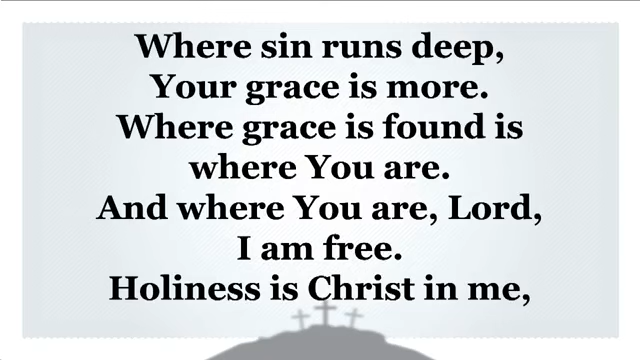 Where sin runs deep,
Your grace is more.
Where grace is found is
where You are.
And where You are, Lord,
I am free.
Holiness is Christ in me,